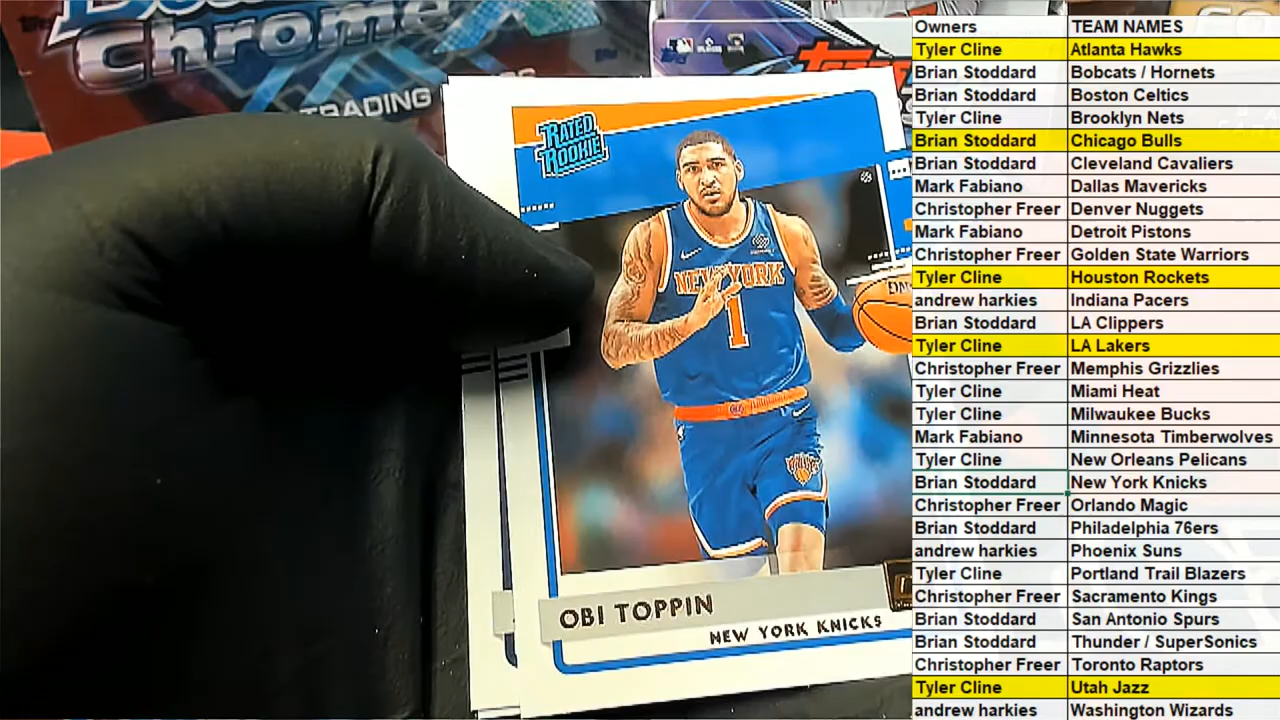 Chrome
TRADING
RATED
ROOKIE
NEW YORK
1
OBI TOPPIN
NEW YORK KNICKS
Owners TEAM NAMES
Tyler Cline Atlanta Hawks
Brian Stoddard Bobcats / Hornets
Brian Stoddard Boston Celtics
Tyler Cline Brooklyn Nets
Brian Stoddard Chicago Bulls
Brian Stoddard Cleveland Cavaliers
Mark Fabiano Dallas Mavericks
Christopher Freer Denver Nuggets
Mark Fabiano Detroit Pistons
Christopher Freer Golden State Warriors
Tyler Cline Houston Rockets
andrew harkies Indiana Pacers
Brian Stoddard LA Clippers
Tyler Cline LA Lakers
Christopher Freer Memphis Grizzlies
Tyler Cline Miami Heat
Tyler Cline Milwaukee Bucks
Mark Fabiano Minnesota Timberwolves
Tyler Cline New Orleans Pelicans
Brian Stoddard New York Knicks
Christopher Freer Orlando Magic
Brian Stoddard Philadelphia 76ers
andrew harkies Phoenix Suns
Tyler Cline Portland Trail Blazers
Christopher Freer Sacramento Kings
Brian Stoddard San Antonio Spurs
Brian Stoddard Thunder / SuperSonics
Christopher Freer Toronto Raptors
Tyler Cline Utah Jazz
andrew harkies Washington Wizards